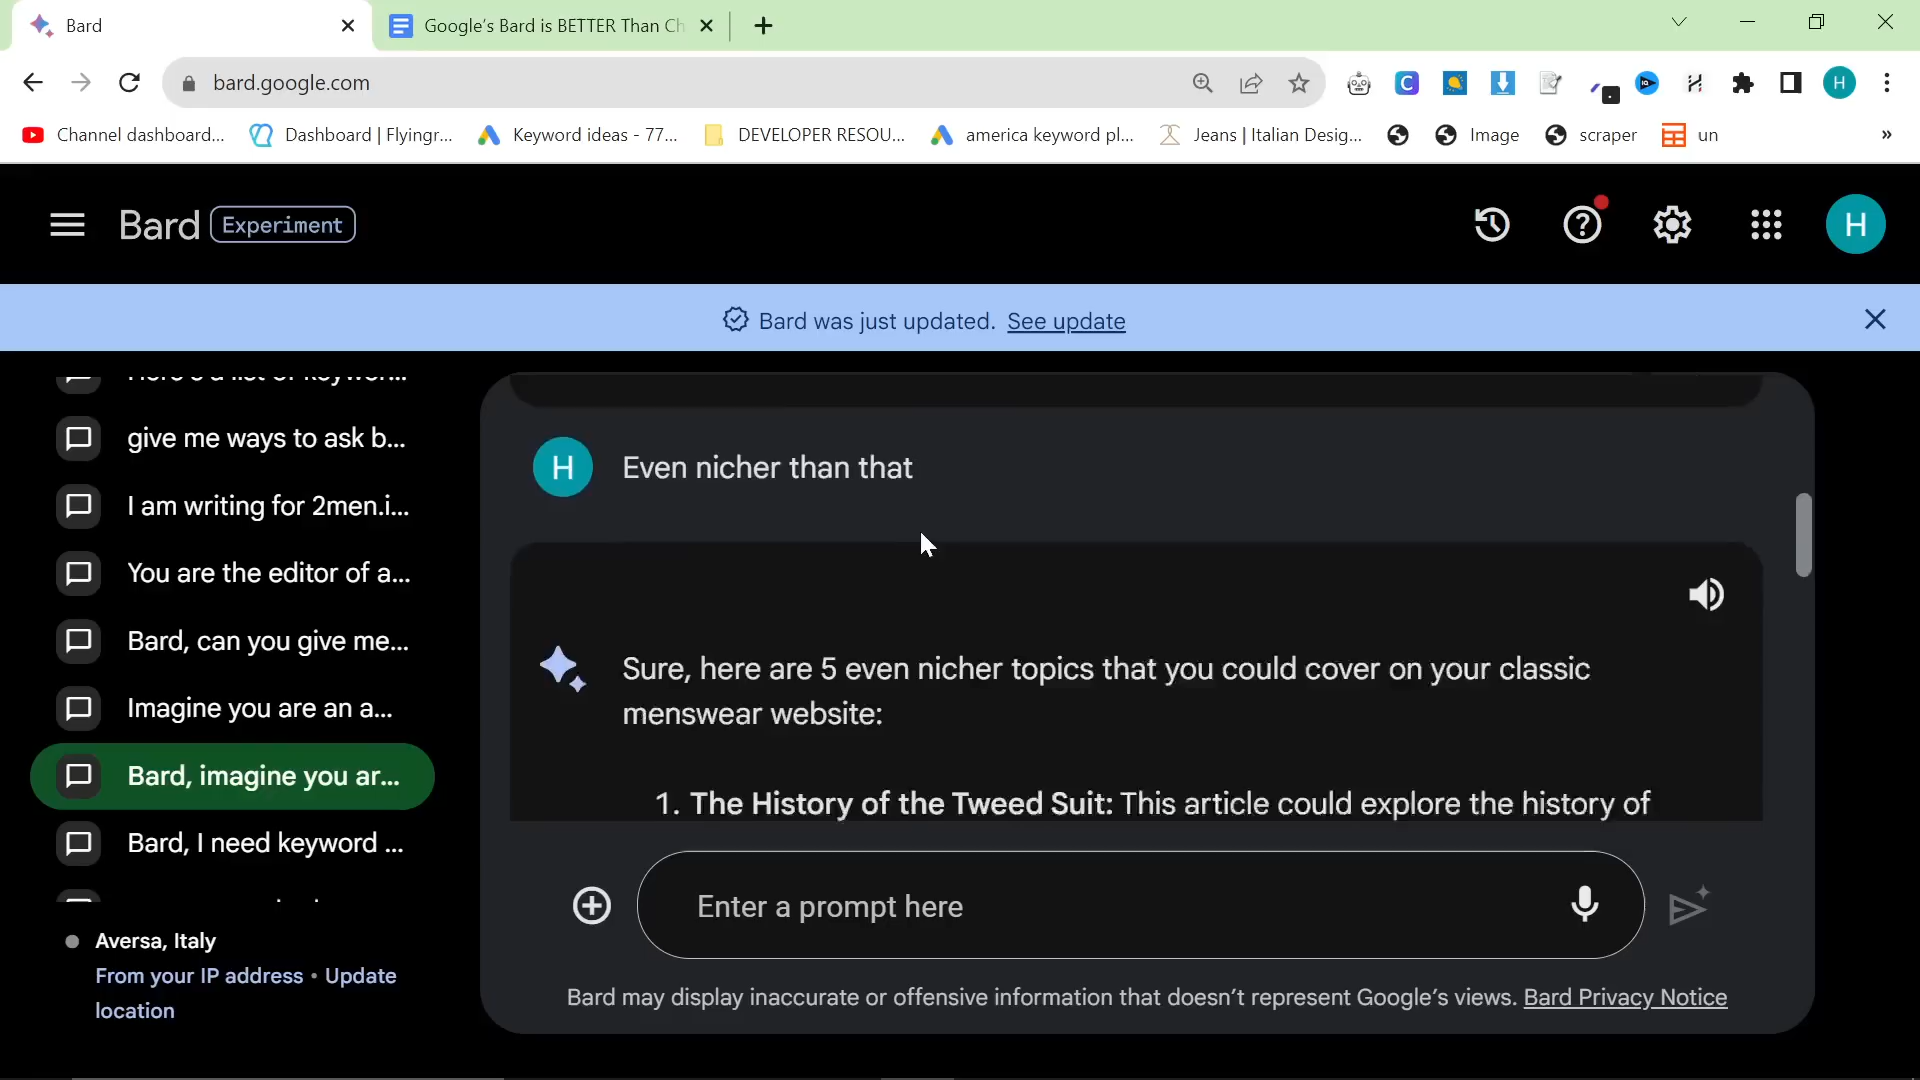 Bard
Google's Bard is BETTER Than Ch
bard.google.com
H
Channel dashboard...
Dashboard | Flyingr...
Keyword ideas - 77...
DEVELOPER RESOU...
america keyword pl...
Jeans | Italian Desig...
Image
scraper
un
»
Bard Experiment
H
Bard was just updated. See update
give me ways to ask b...
I am writing for 2men.i...
You are the editor of a...
Bard, can you give me...
Imagine you are an a...
Bard, imagine you ar...
Bard, I need keyword ...
Aversa, Italy
From your IP address • Update
location
H
Even nicher than that
Sure, here are 5 even nicher topics that you could cover on your classic
menswear website:
1. The History of the Tweed Suit: This article could explore the history of
Enter a prompt here
Bard may display inaccurate or offensive information that doesn't represent Google's views. Bard Privacy Notice